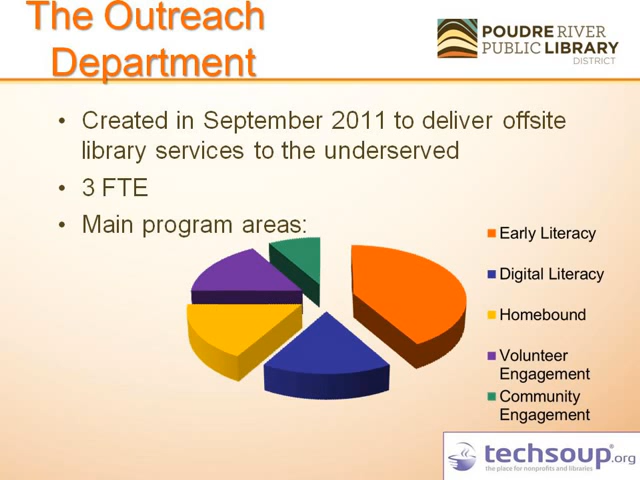 The Outreach
Department
POUDRE RIVER
PUBLIC LIBRARY
DISTRICT
• Created in September 2011 to deliver offsite
library services to the underserved
• 3 FTE
• Main program areas:
Early Literacy
Digital Literacy
Homebound
Volunteer
Engagement
Community
Engagement
techsoup.org
the place for nonprofits and libraries